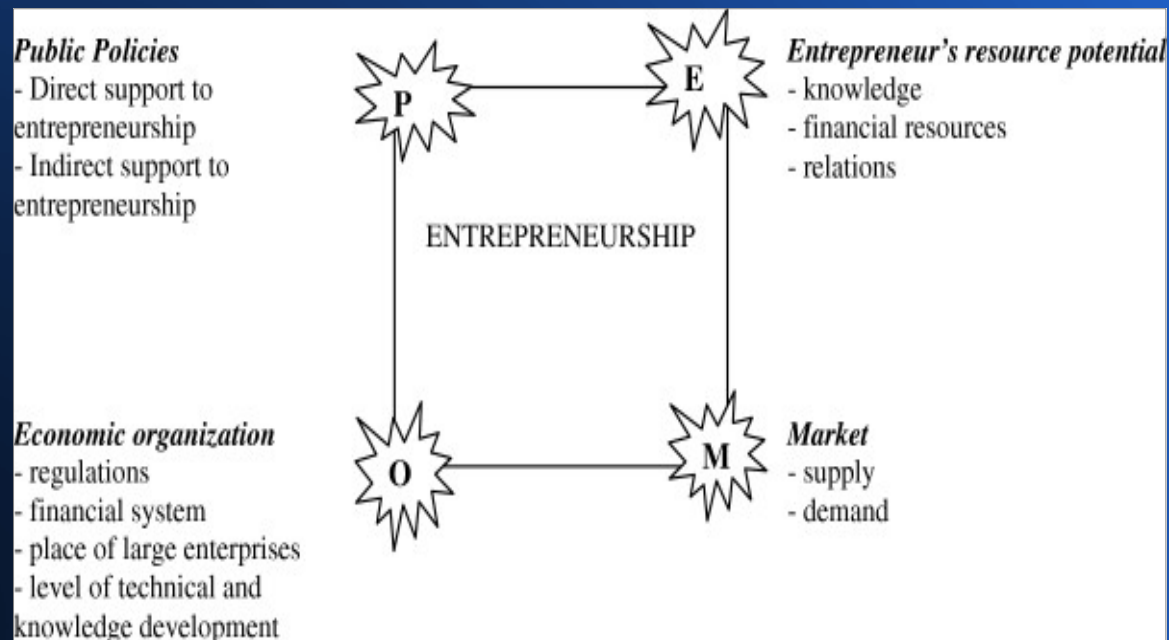 Public Policies
- Direct support to
entrepreneurship
- Indirect support to
entrepreneurship
P
E
Entrepreneur's resource potential
- knowledge
- financial resources
- relations
ENTREPRENEURSHIP
Economic organization
- regulations
- financial system
- place of large enterprises
- level of technical and
knowledge development
O
M
Market
- supply
- demand